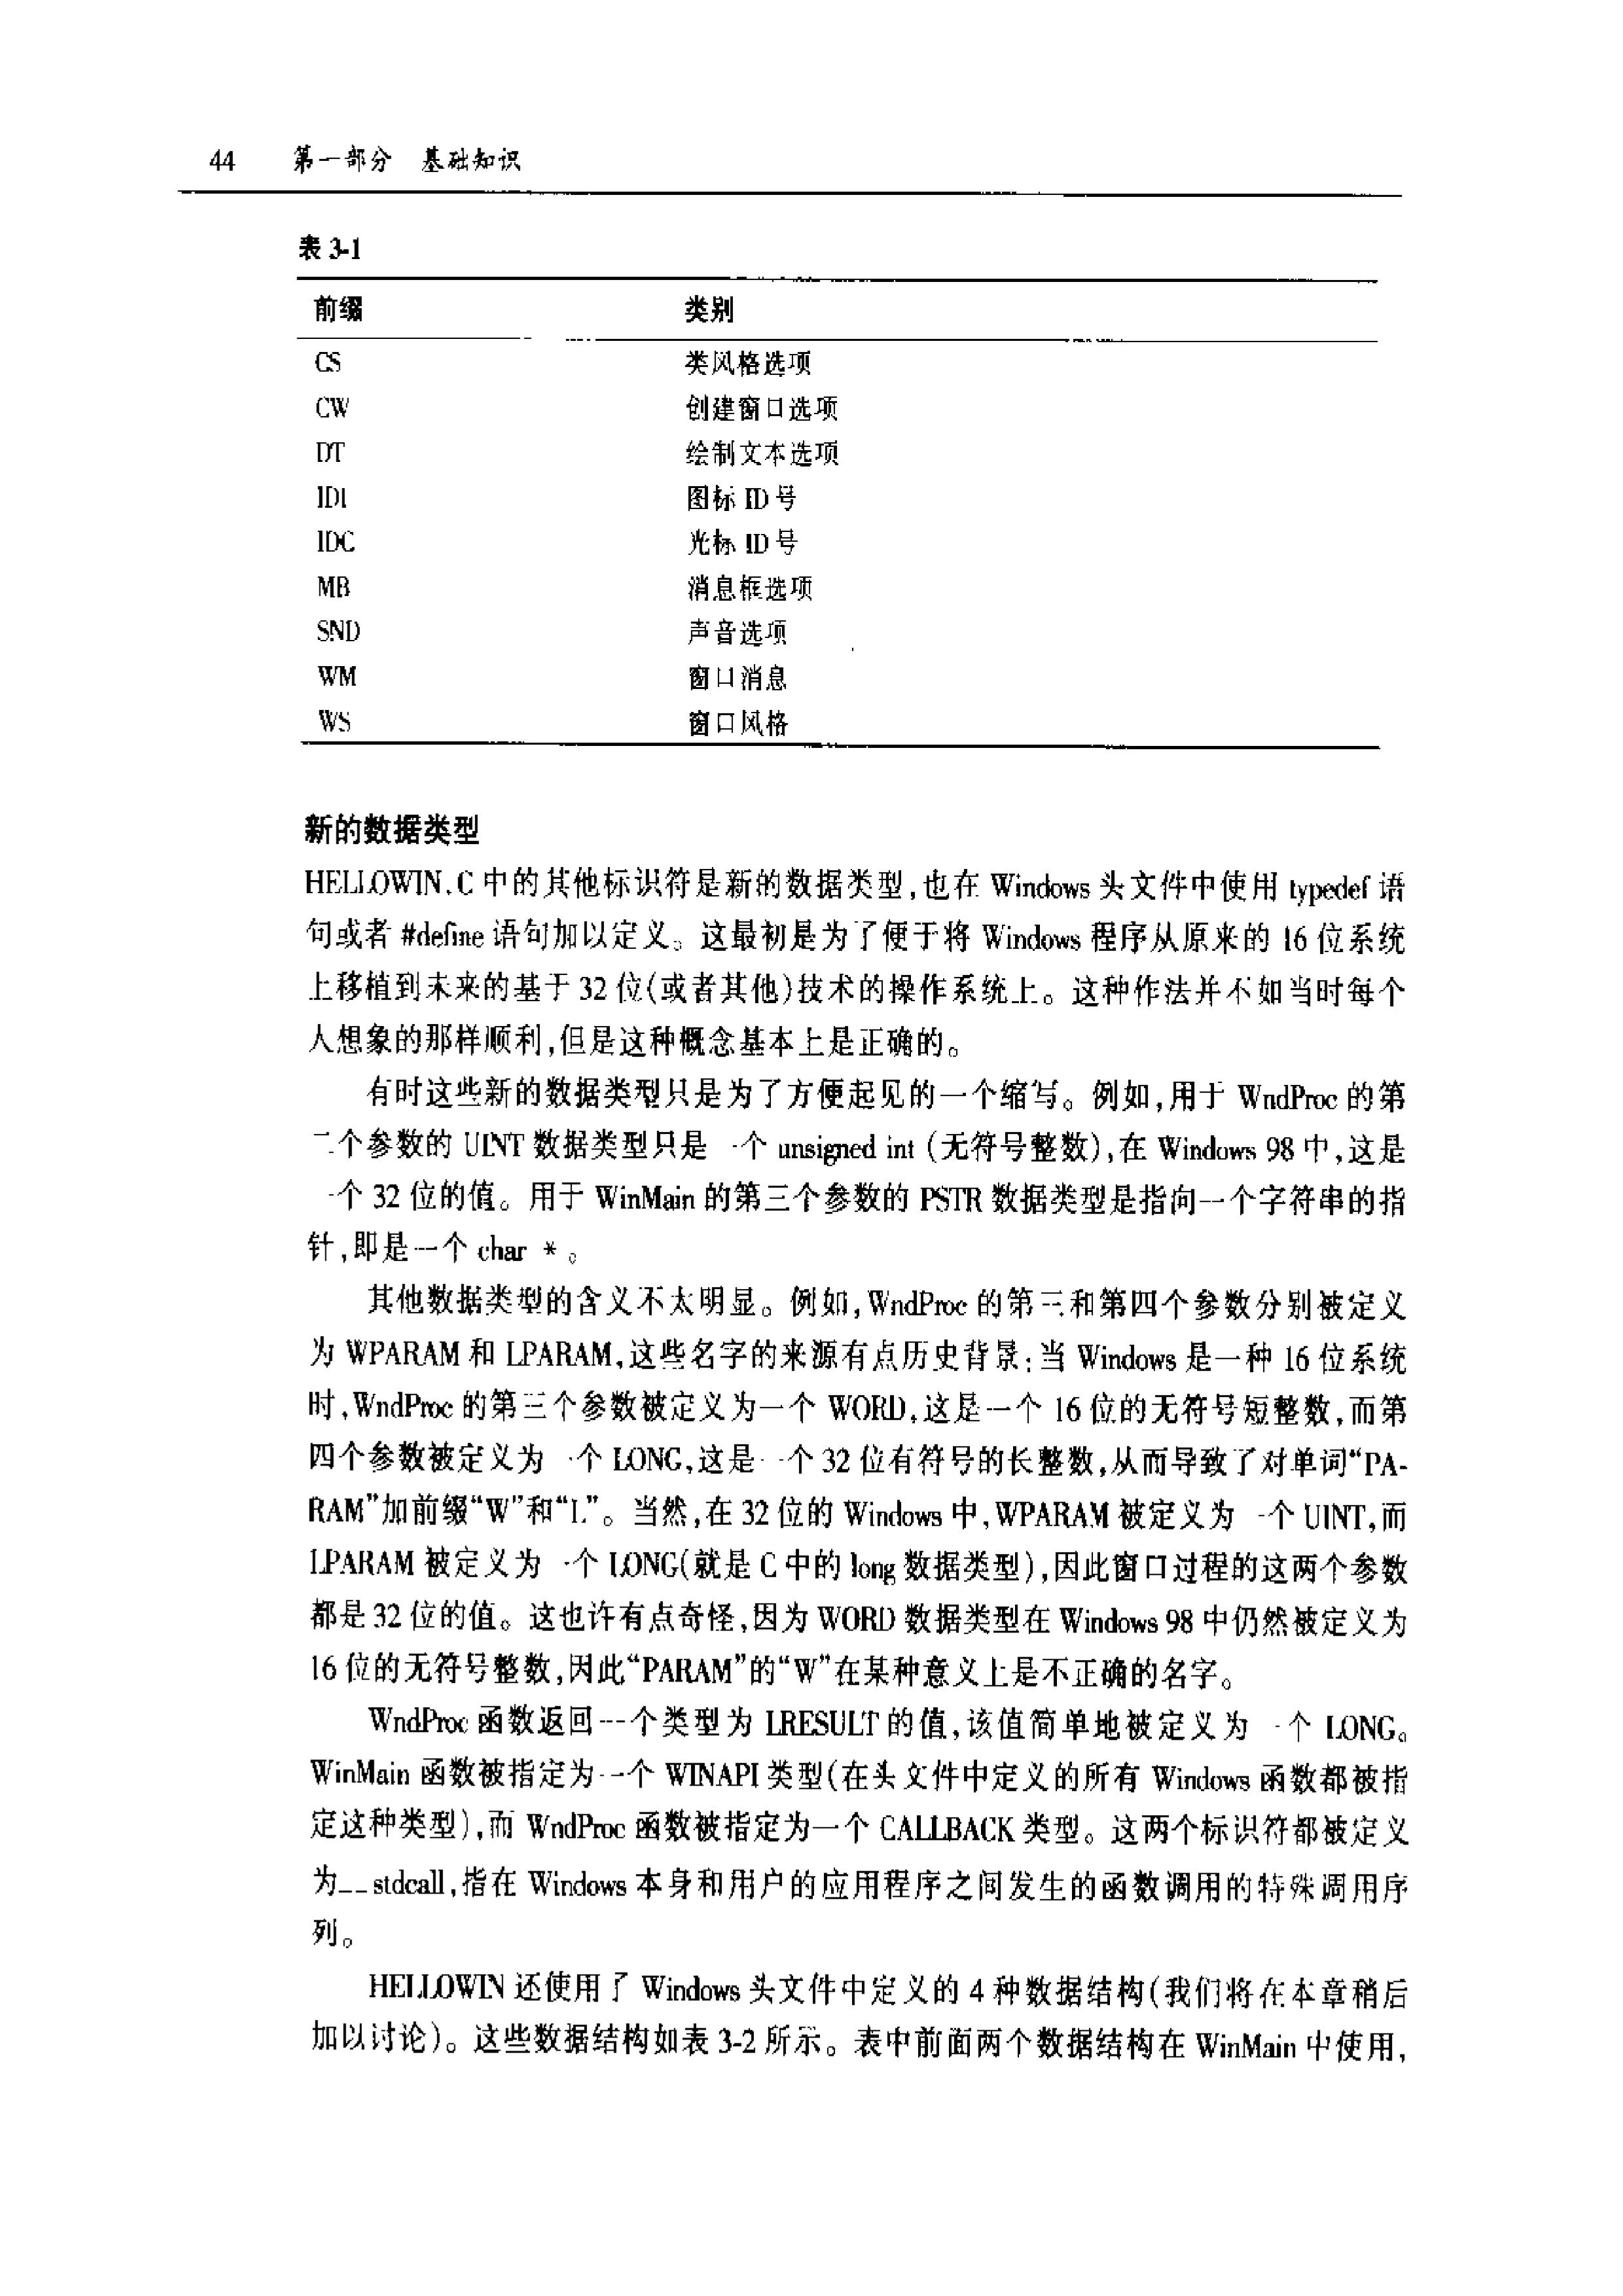 44 第一部分 基础知识
表 3-1
前缀 类别
CS 类风格选项
CW 创建窗口选项
DT 绘制文本选项
IDI 图标 ID 号
IDC 光标 ID 号
MB 消息框选项
SND 声音选项
WM 窗口消息
WS 窗口风格
新的数据类型
HELLOWIN.C 中的其他标识符是新的数据类型,也在 Windows 头文件中使用 typedef 语
句或者 #define 语句加以定义。这最初是为了便于将 Windows 程序从原来的 16 位系统
上移植到未来的基于 32 位(或者其他)技术的操作系统上。这种作法并不如当时每个
人想象的那样顺利,但是这种概念基本上是正确的。
有时这些新的数据类型只是为了方便起见的一个缩写。例如,用于 WndProc 的第
二个参数的 UINT 数据类型只是一个 unsigned int (无符号整数),在 Windows 98 中,这是
一个 32 位的值。用于 WinMain 的第三个参数的 PSTR 数据类型是指向一个字符串的指
针,即是一个 char * 。
其他数据类型的含义不太明显。例如,WndProc 的第三和第四个参数分别被定义
为 WPARAM 和 LPARAM,这些名字的来源有点历史背景:当 Windows 是一种 16 位系统
时,WndProc 的第三个参数被定义为一个 WORD,这是一个 16 位的无符号短整数,而第
四个参数被定义为一个 LONG,这是一个 32 位有符号的长整数,从而导致了对单词“PA-
RAM”加前缀“W”和“L”。当然,在 32 位的 Windows 中,WPARAM 被定义为一个 UINT,而
LPARAM 被定义为一个 LONG(就是 C 中的 long 数据类型),因此窗口过程的这两个参数
都是 32 位的值。这也许有点奇怪,因为 WORD 数据类型在 Windows 98 中仍然被定义为
16 位的无符号整数,因此“PARAM”的“W”在某种意义上是不正确的名字。
WndProc 函数返回一个类型为 LRESULT 的值,该值简单地被定义为一个 LONG。
WinMain 函数被指定为一个 WINAPI 类型(在头文件中定义的所有 Windows 函数都被指
定这种类型),而 WndProc 函数被指定为一个 CALLBACK 类型。这两个标识符都被定义
为__stdcall,指在 Windows 本身和用户的应用程序之间发生的函数调用的特殊调用序
列。
HELLOWIN 还使用了 Windows 头文件中定义的 4 种数据结构(我们将在本章稍后
加以讨论)。这些数据结构如表 3-2 所示。表中前面两个数据结构在 WinMain 中使用,